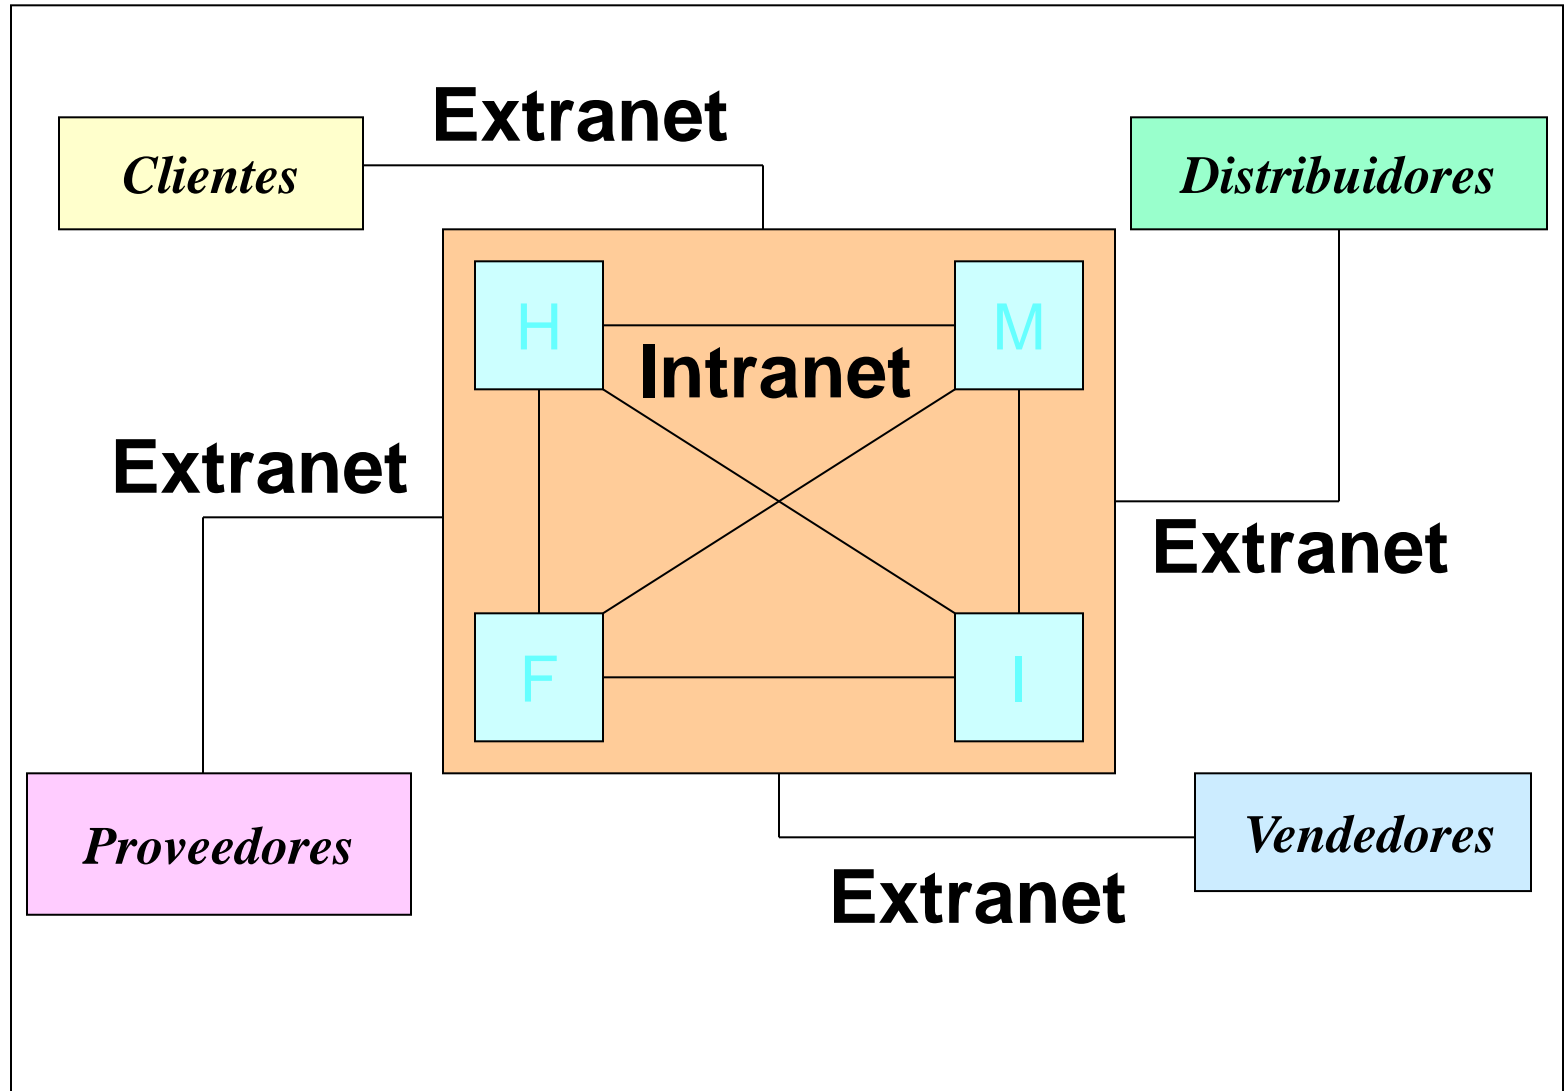 Extranet
Clientes
Distribuidores
H
M
Intranet
Extranet
Extranet
F
I
Proveedores
Vendedores
Extranet